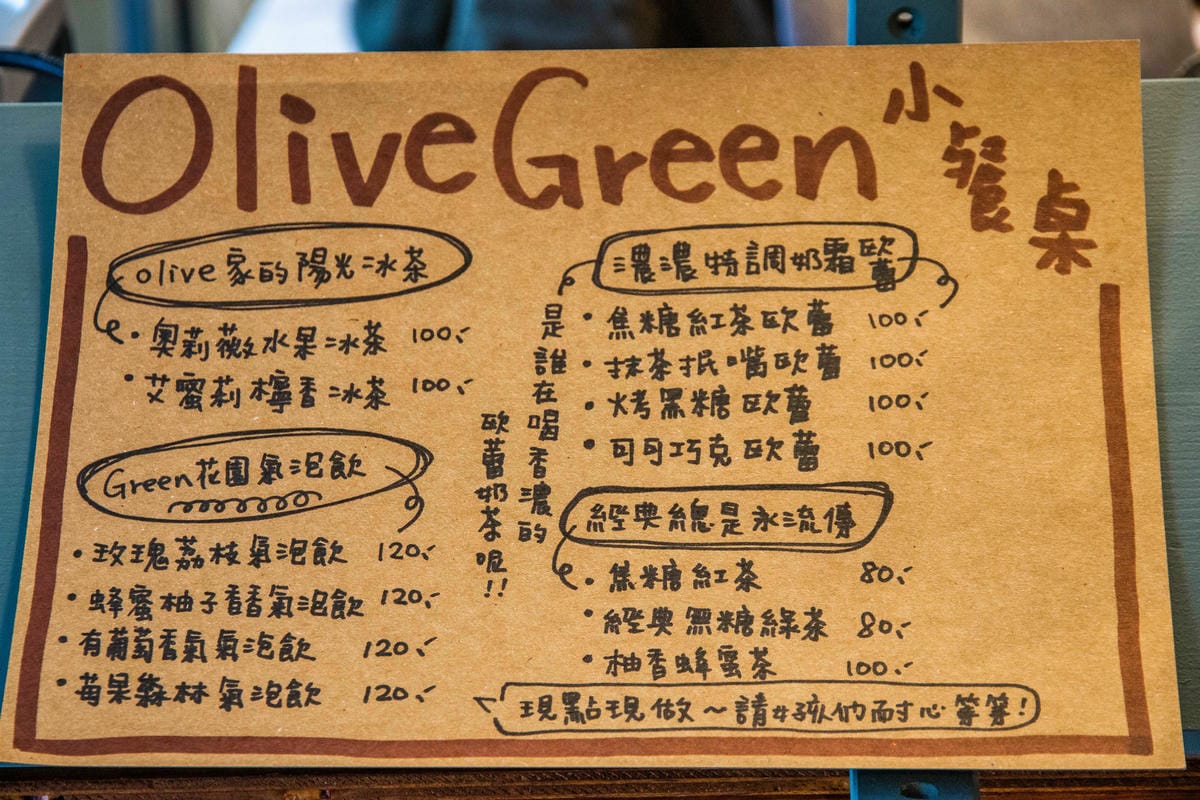 OliveGreen 小餐桌
olive家的陽光冰茶
・奧莉薇水果冰茶 100.-
・艾蜜莉檸香冰茶 100.-
Green花園氣泡飲
・玫瑰荔枝氣泡飲 120.-
・蜂蜜柚子香香氣泡飲 120.-
・有葡萄香氣氣泡飲 120.-
・莓果森林氣泡飲 120.-
是誰在喝香濃的
歐蕾奶茶呢!!
濃濃特調奶霜歐蕾
・焦糖紅茶歐蕾 100.-
・抹茶抿嘴歐蕾 100.-
・烤黑糖歐蕾 100.-
・可可巧克歐蕾 100.-
經典總是永流傳
・焦糖紅茶 80.-
・經典無糖綠茶 80.-
・柚香蜂蜜茶 100.-
現點現做~請女孩们耐心等等!